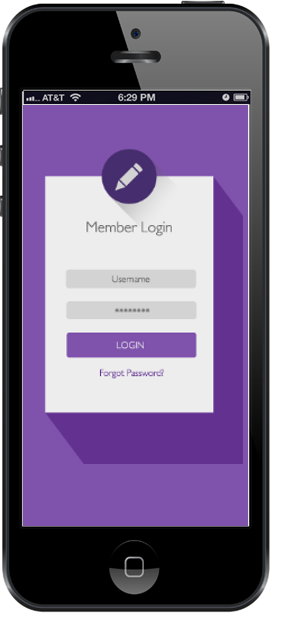 AT&T 6:29 PM
Member Login
Username
********
LOGIN
Forgot Password?